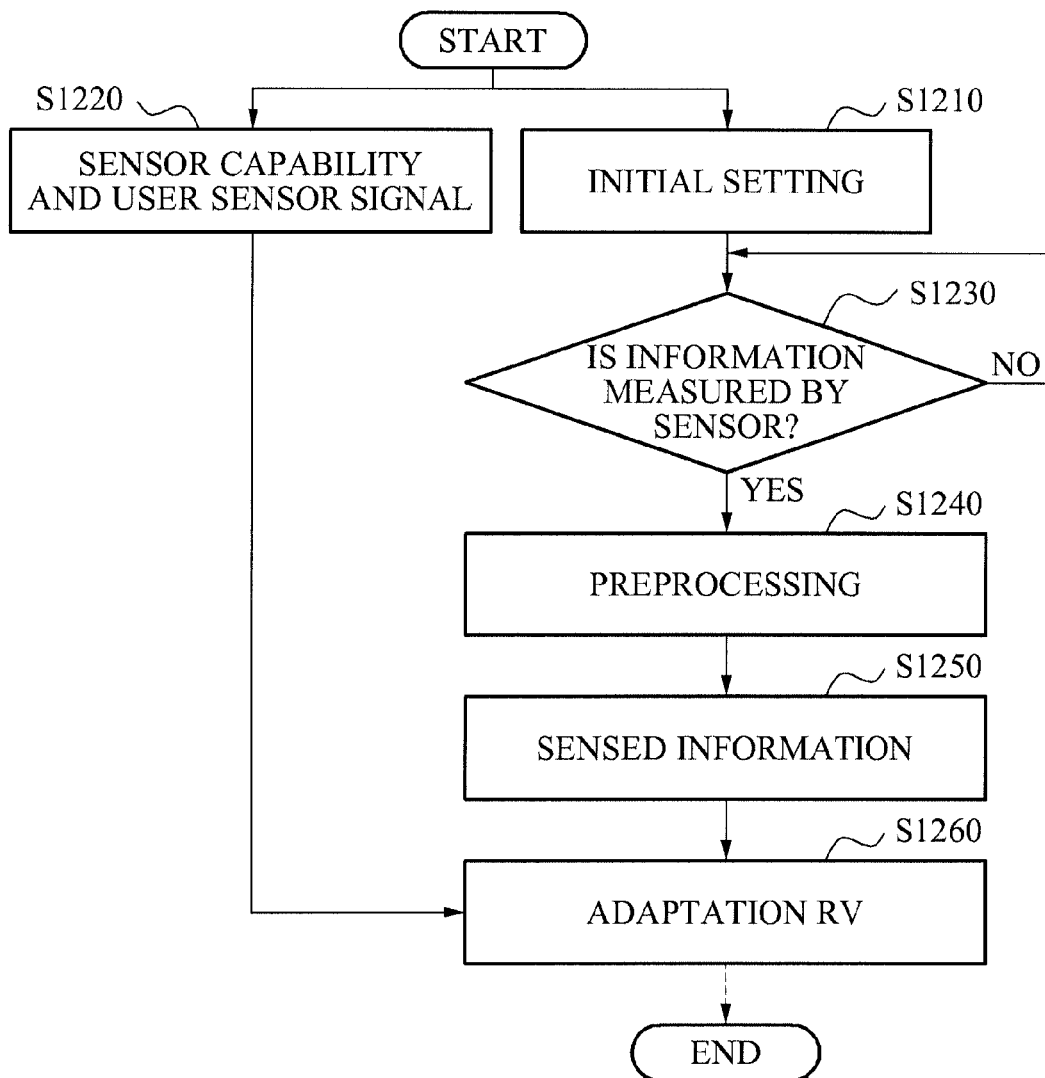 START
S1220
S1210
SENSOR CAPABILITY
AND USER SENSOR SIGNAL
INITIAL SETTING
S1230
IS INFORMATION
MEASURED BY
SENSOR?
NO
YES
S1240
PREPROCESSING
S1250
SENSED INFORMATION
S1260
ADAPTATION RV
END